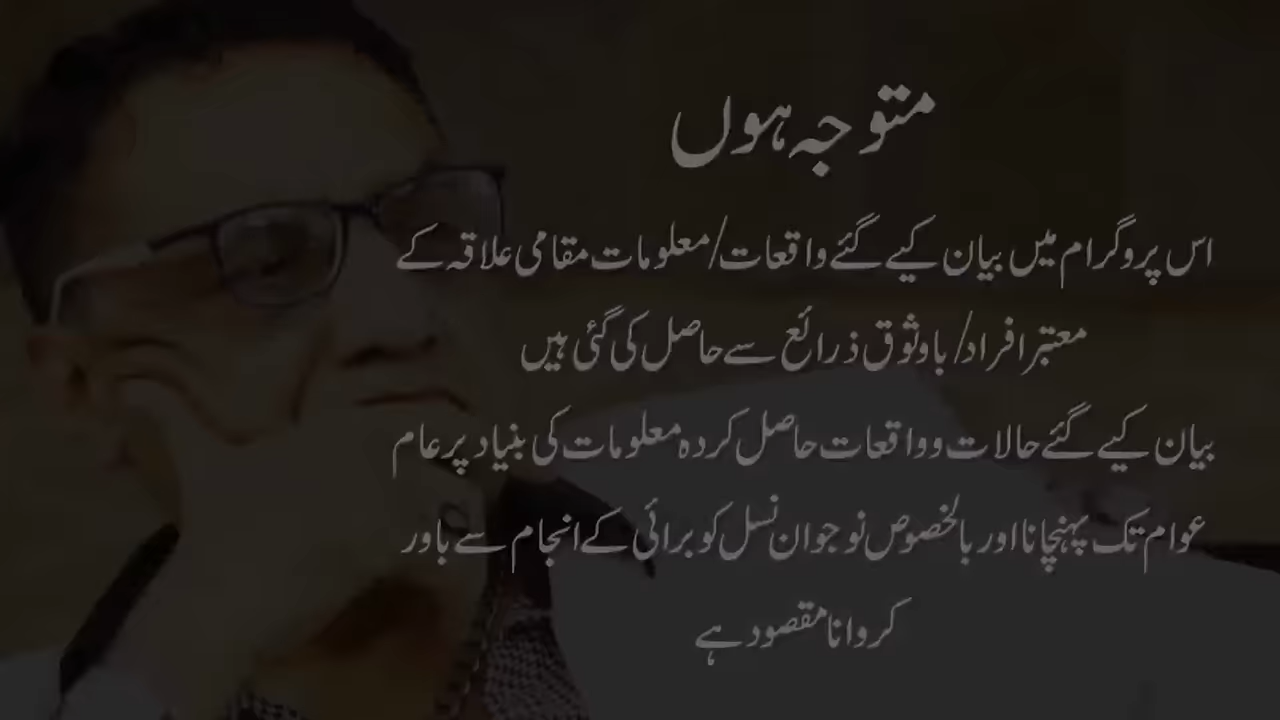 متوجہ ہوں
اس پروگرام میں بیان کیے گئے واقعات/معلومات مقامی علاقہ کے
معتبر افراد/باوثوق ذرائع سے حاصل کی گئی ہیں
بیان کیے گئے حالات و واقعات حاصل کردہ معلومات کی بنیاد پر عام
عوام تک پہنچانا اور بالخصوص نوجوان نسل کو برائی کے انجام سے باور
کروانا مقصود ہے